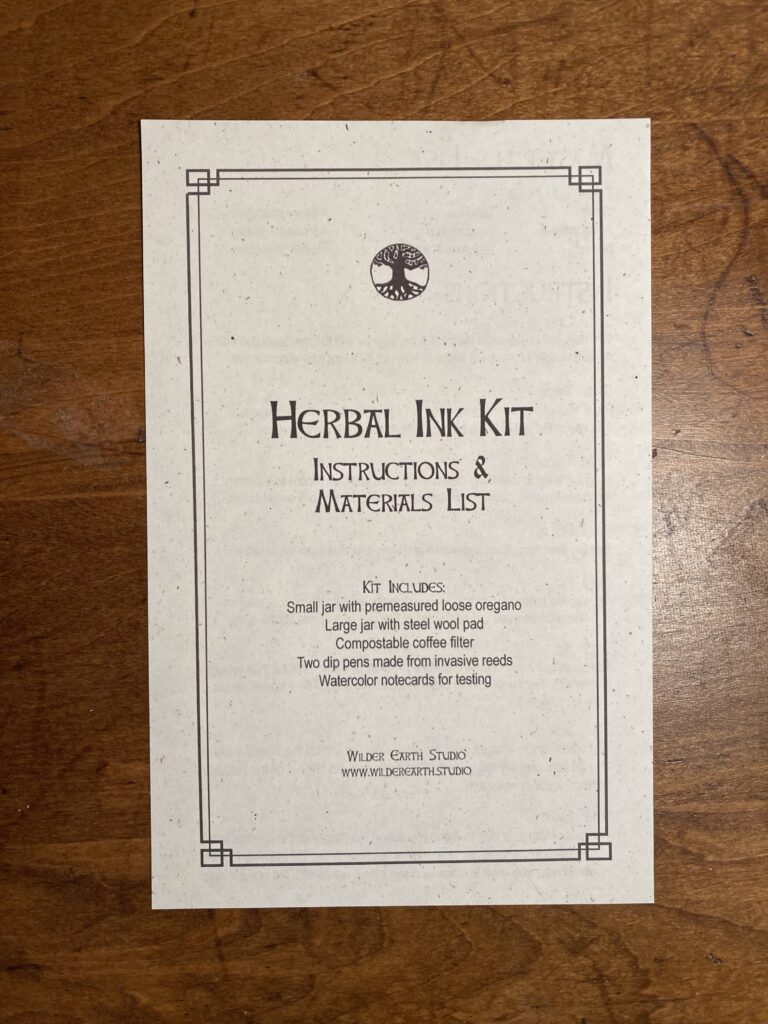 Herbal Ink Kit
Instructions &
Materials List
Kit Includes:
Small jar with premeasured loose oregano
Large jar with steel wool pad
Compostable coffee filter
Two dip pens made from invasive reeds
Watercolor notecards for testing
Wilder Earth Studio
www.wilderearth.studio